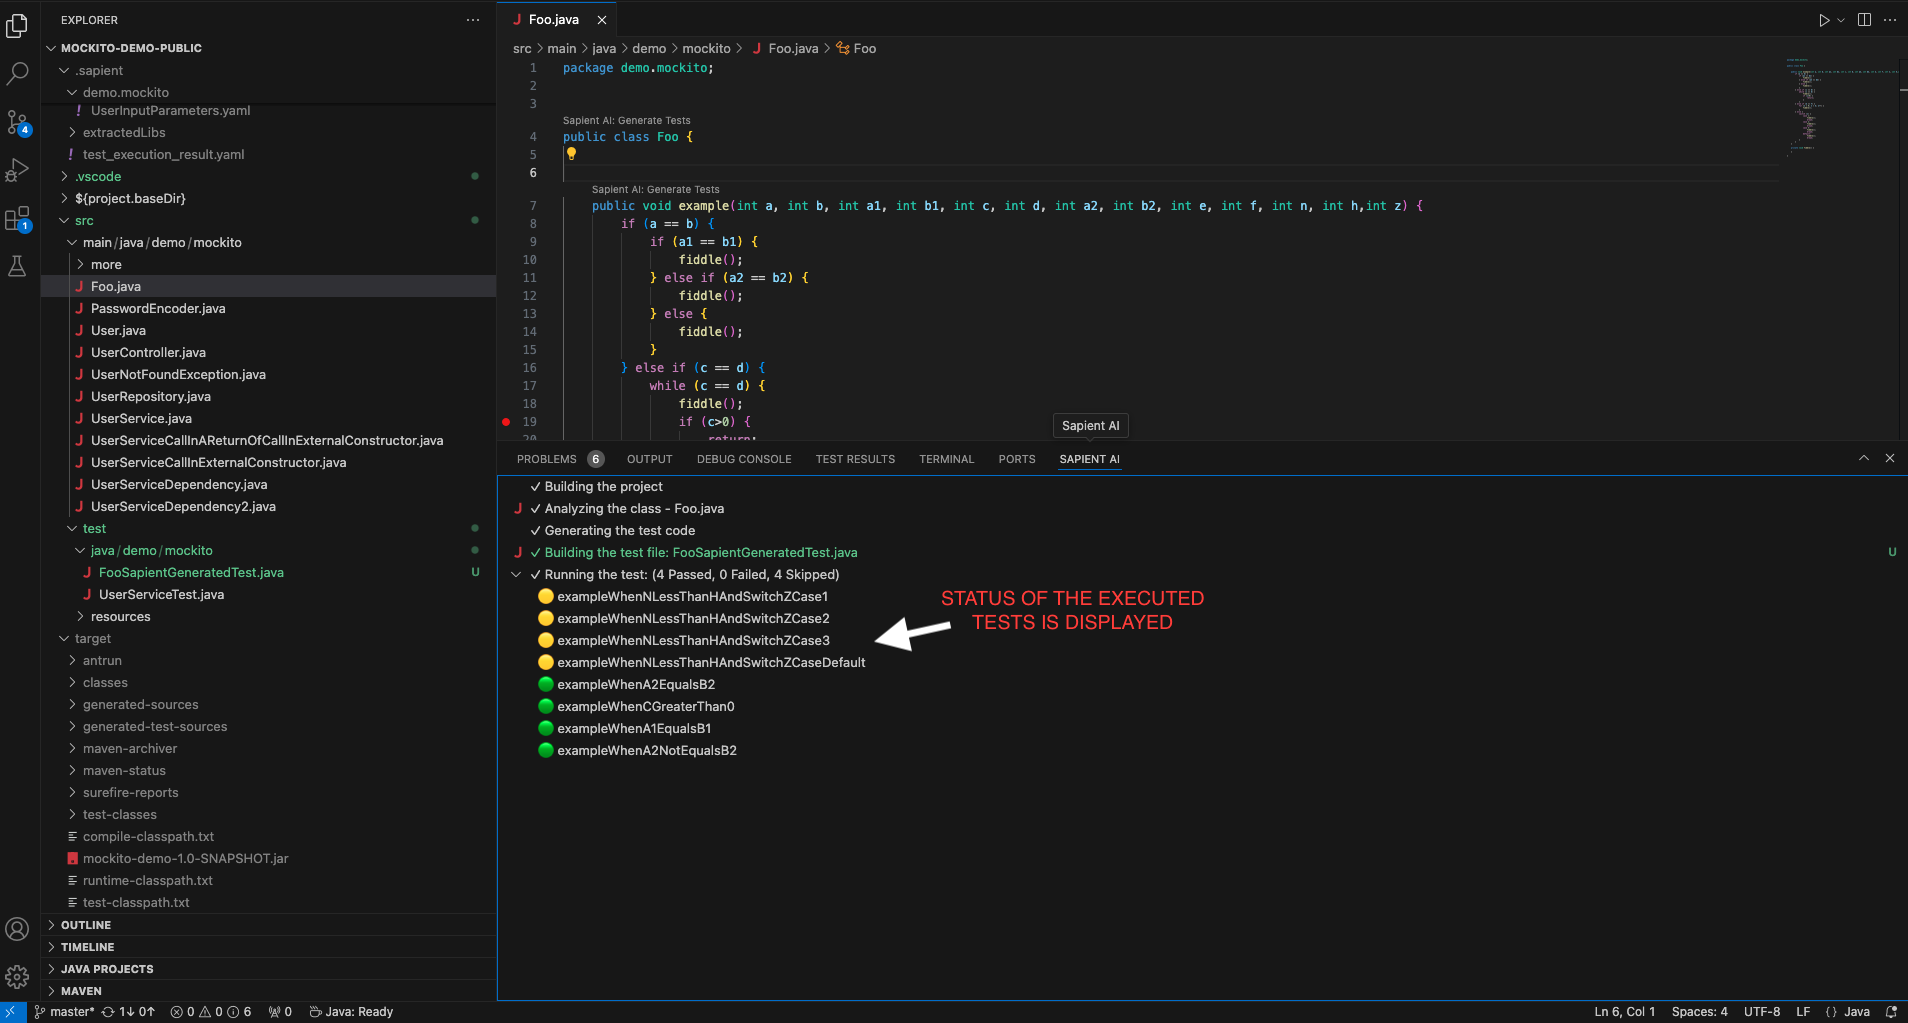 EXPLORER
MOCKITO-DEMO-PUBLIC
.sapient
demo.mockito
! UserInputParameters.yaml
extractedLibs
! test_execution_result.yaml
.vscode
${project.baseDir}
src
main/java/demo/mockito
more
J Foo.java
J PasswordEncoder.java
J User.java
J UserController.java
J UserNotFoundException.java
J UserRepository.java
J UserService.java
J UserServiceCallInAReturnOfCallInExternalConstructor.java
J UserServiceCallInExternalConstructor.java
J UserServiceDependency.java
J UserServiceDependency2.java
test
java/demo/mockito
J FooSapientGeneratedTest.java U
J UserServiceTest.java
resources
target
antrun
classes
generated-sources
generated-test-sources
maven-archiver
maven-status
surefire-reports
test-classes
compile-classpath.txt
mockito-demo-1.0-SNAPSHOT.jar
runtime-classpath.txt
test-classpath.txt
OUTLINE
TIMELINE
JAVA PROJECTS
MAVEN
4
1
J Foo.java
src > main > java > demo > mockito > J Foo.java > Foo
1 package demo.mockito;
2
3
Sapient AI: Generate Tests
4 public class Foo {
5
6
Sapient AI: Generate Tests
7 public void example(int a, int b, int a1, int b1, int c, int d, int a2, int b2, int e, int f, int n, int h,int z) {
8 if (a == b) {
9 if (a1 == b1) {
10 fiddle();
11 } else if (a2 == b2) {
12 fiddle();
13 } else {
14 fiddle();
15 }
16 } else if (c == d) {
17 while (c == d) {
18 fiddle();
19 if (c>0) {
20 return;
Sapient AI
PROBLEMS 6 OUTPUT DEBUG CONSOLE TEST RESULTS TERMINAL PORTS SAPIENT AI
✓ Building the project
J ✓ Analyzing the class - Foo.java
✓ Generating the test code
J ✓ Building the test file: FooSapientGeneratedTest.java U
✓ Running the test: (4 Passed, 0 Failed, 4 Skipped)
exampleWhenNLessThanHAndSwitchZCase1
exampleWhenNLessThanHAndSwitchZCase2
exampleWhenNLessThanHAndSwitchZCase3
exampleWhenNLessThanHAndSwitchZCaseDefault
exampleWhenA2EqualsB2
exampleWhenCGreaterThan0
exampleWhenA1EqualsB1
exampleWhenA2NotEqualsB2
STATUS OF THE EXECUTED
TESTS IS DISPLAYED
master* 1↓ 0↑ 0 0 6 0 Java: Ready Ln 6, Col 1 Spaces: 4 UTF-8 LF {} Java